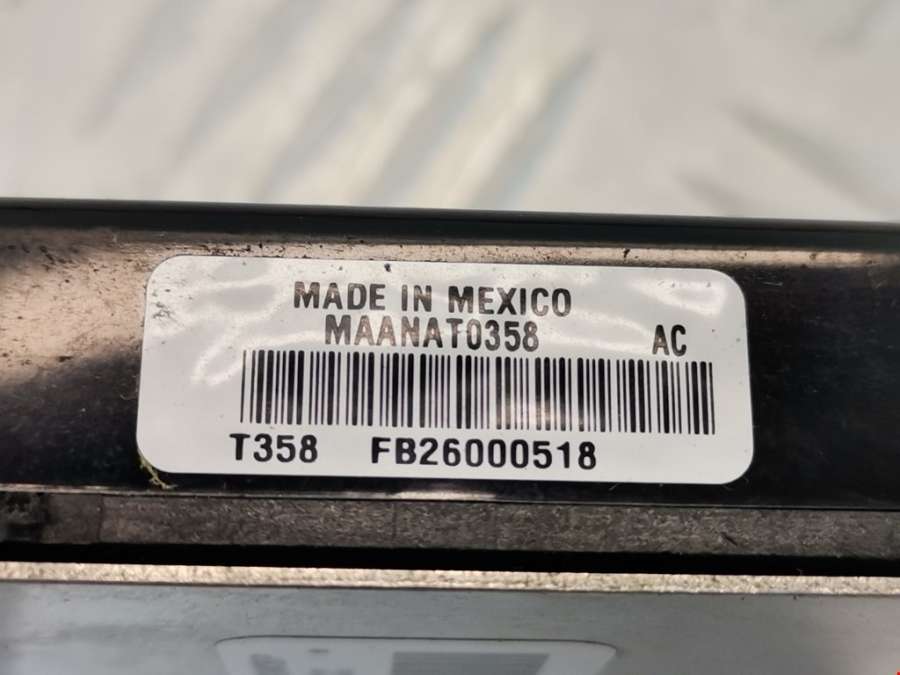 MADE IN MEXICO
MAANAT0358 AC
T358 FB26000518